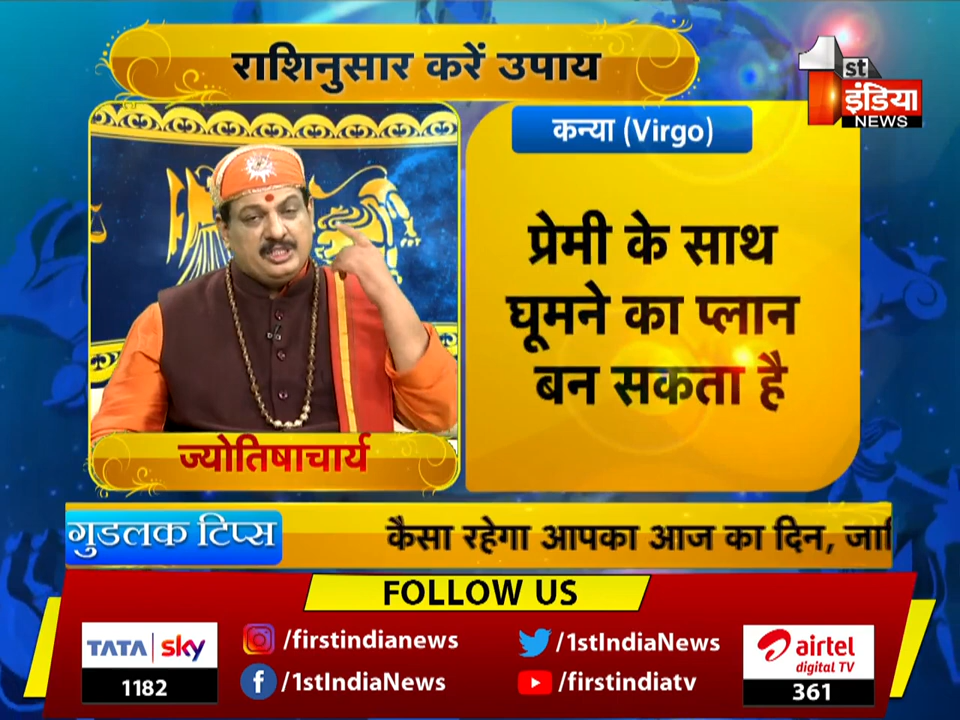 राशिनुसार करें उपाय
1st
इंडिया
NEWS
कन्या (Virgo)
प्रेमी के साथ
घूमने का प्लान
बन सकता है
ज्योतिषाचार्य
गुडलक टिप्स
कैसा रहेगा आपका आज का दिन,
FOLLOW US
TATA sky
1182
/firstindianews
/1stIndiaNews
/1stIndiaNews
/firstindiatv
airtel
digital TV
361